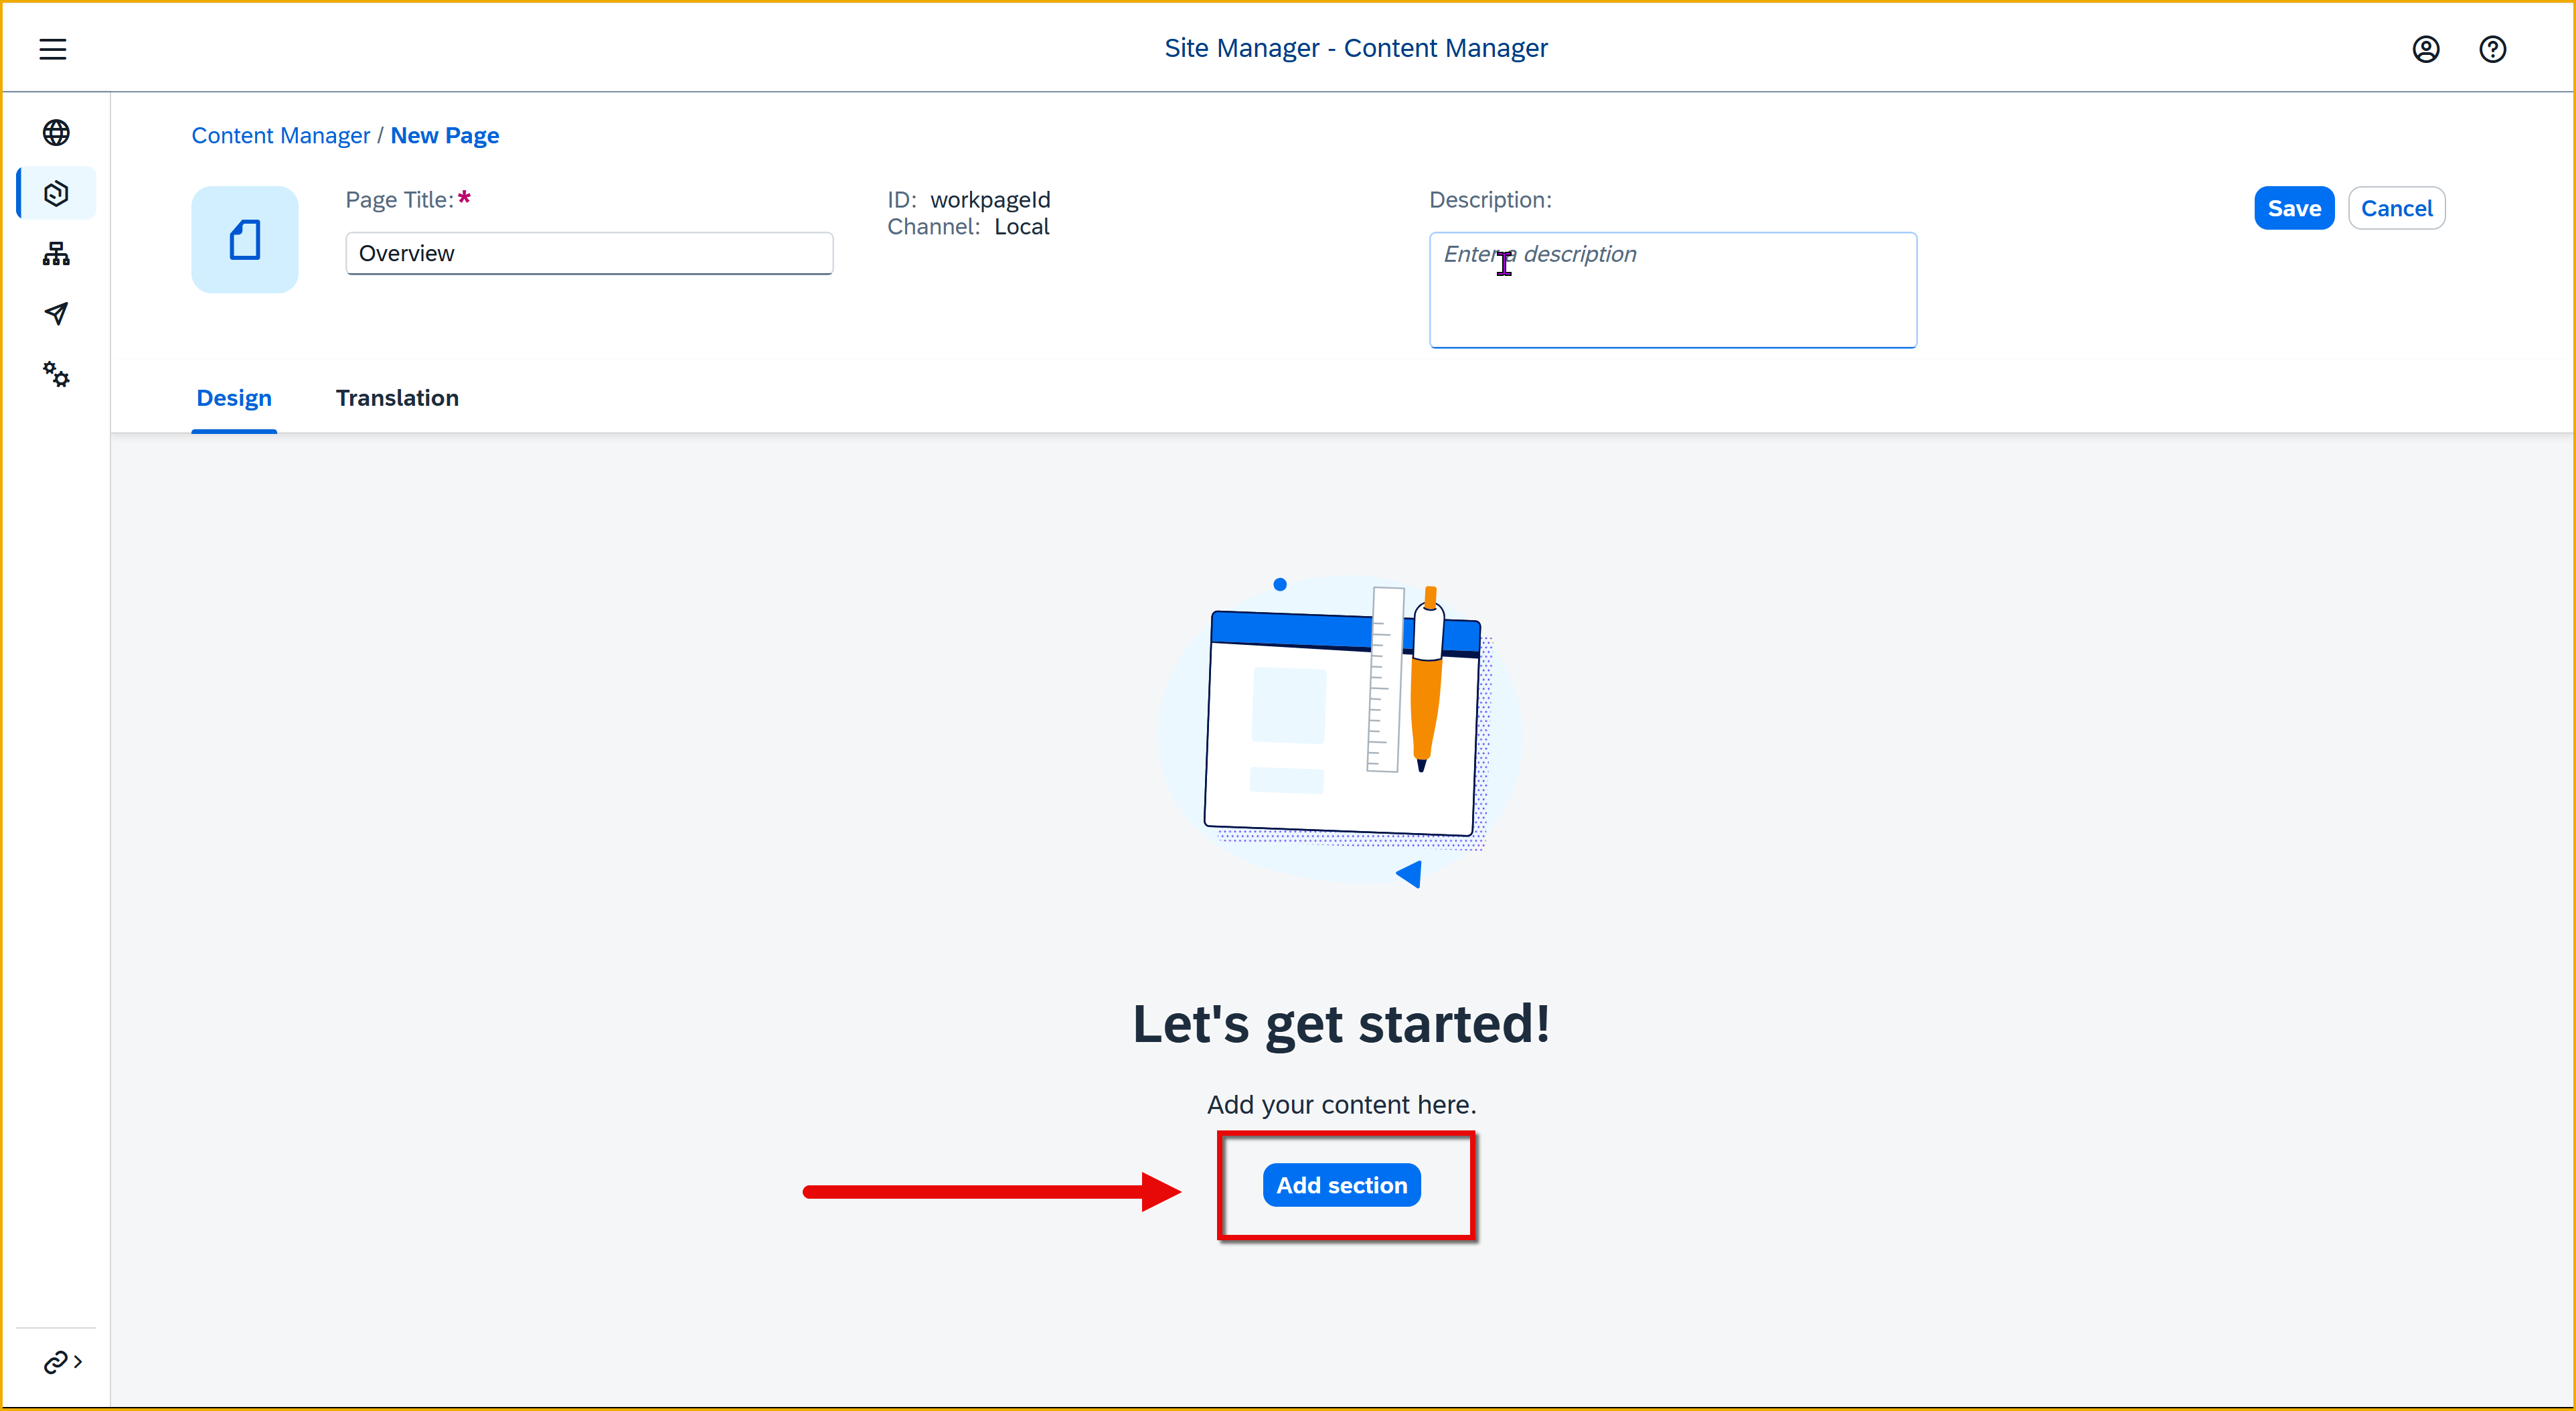 Site Manager - Content Manager
Content Manager / New Page
Page Title:*
Overview
ID: workpageId
Channel: Local
Description:
Enter a description
Save
Cancel
Design
Translation
Let's get started!
Add your content here.
Add section